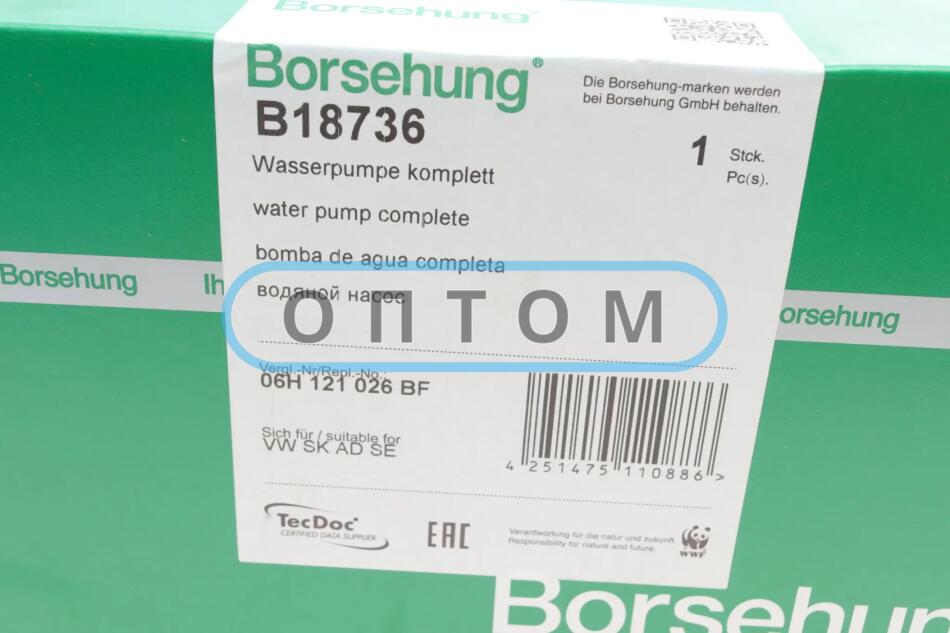 Borsehung
Borsehung®
Die Borsehung-marken werden
bei Borsehung GmbH behalten.
B18736
1 Stck.
Pc(s).
Wasserpumpe komplett
water pump complete
bomba de agua completa
водяной насос
ОПТОМ
Borsehung
Ih
orsehung
Vergl.-Nr/Repl.-No.:
06H 121 026 BF
Sich für / suitable for
VW SK AD SE
4 251475 110886 >
TecDoc
CERTIFIED DATA SUPPLIER
EAC
Verantwortung für die natur und zukunft.
Responsibility for nature and future.
WWF
Borsehun